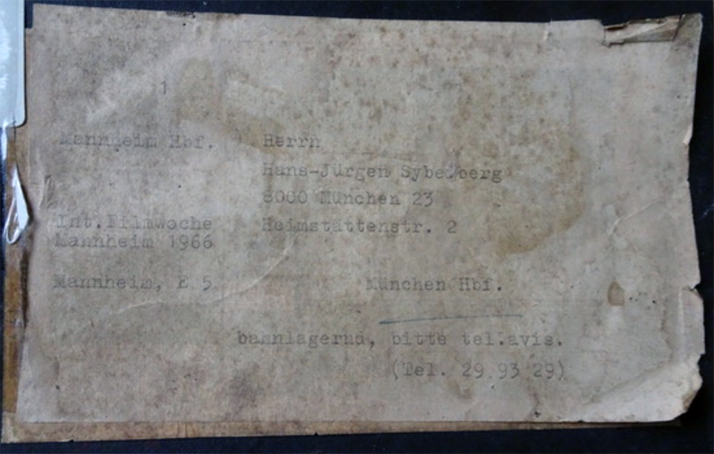 1
Mannheim Hbf. Herrn
Hans-Jürgen Syberberg
8000 München 23
Int.Filmwoche Heimstättenstr. 2
Mannheim 1966
Mannheim, E 5 München Hbf.
bahnlagernd, bitte tel.avis.
(Tel. 29 93 29)